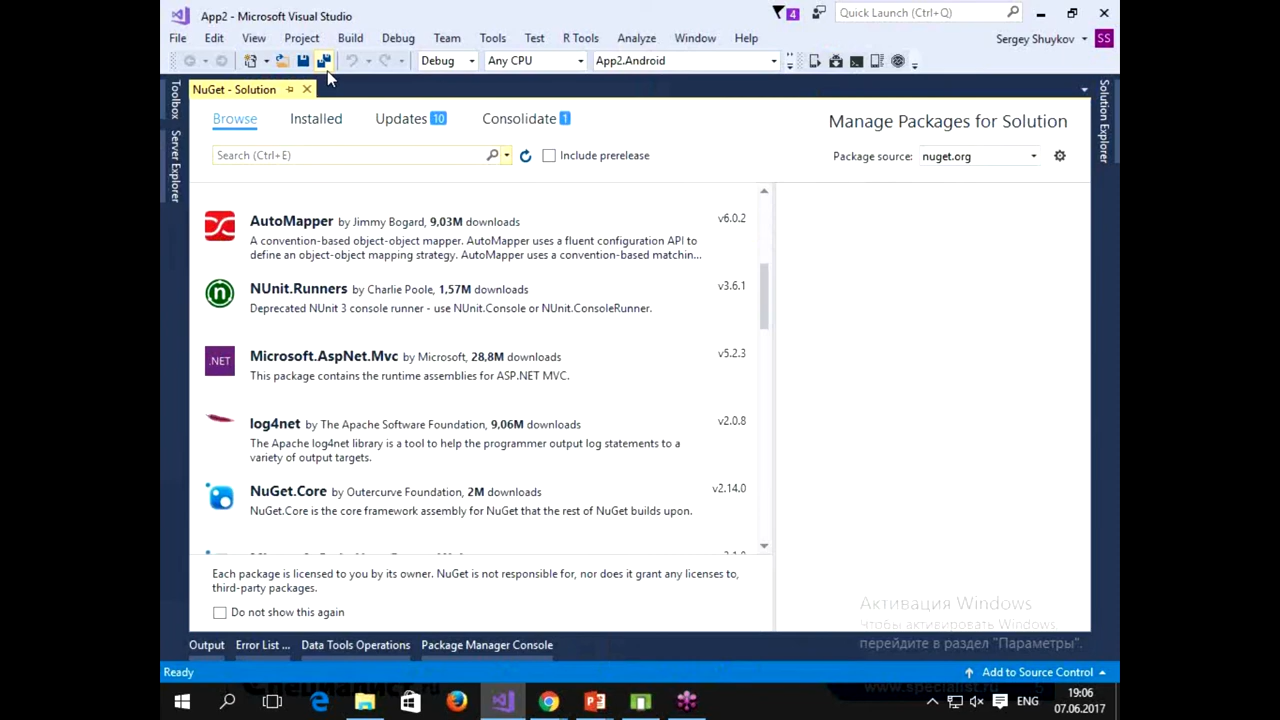 App2 - Microsoft Visual Studio
4
Quick Launch (Ctrl+Q)
File Edit View Project Build Debug Team Tools Test R Tools Analyze Window Help
Sergey Shuykov
SS
Debug
Any CPU
App2.Android
Toolbox
Server Explorer
Solution Explorer
NuGet - Solution
Browse Installed Updates 10 Consolidate 1
Manage Packages for Solution
Search (Ctrl+E)
Include prerelease
Package source: nuget.org
AutoMapper by Jimmy Bogard, 9,03M downloads
v6.0.2
A convention-based object-object mapper. AutoMapper uses a fluent configuration API to
define an object-object mapping strategy. AutoMapper uses a convention-based matchin...
n
NUnit.Runners by Charlie Poole, 1,57M downloads
v3.6.1
Deprecated NUnit 3 console runner - use NUnit.Console or NUnit.ConsoleRunner.
.NET
Microsoft.AspNet.Mvc by Microsoft, 28,8M downloads
v5.2.3
This package contains the runtime assemblies for ASP.NET MVC.
log4net by The Apache Software Foundation, 9,06M downloads
v2.0.8
The Apache log4net library is a tool to help the programmer output log statements to a
variety of output targets.
NuGet.Core by Outercurve Foundation, 2M downloads
v2.14.0
NuGet.Core is the core framework assembly for NuGet that the rest of NuGet builds upon.
Each package is licensed to you by its owner. NuGet is not responsible for, nor does it grant any licenses to,
third-party packages.
Do not show this again
Активация Windows
Чтобы активировать Windows,
перейдите в раздел "Параметры".
Output Error List ... Data Tools Operations Package Manager Console
Ready
Add to Source Control
www.specialist.ru
ENG
19:06
07.06.2017